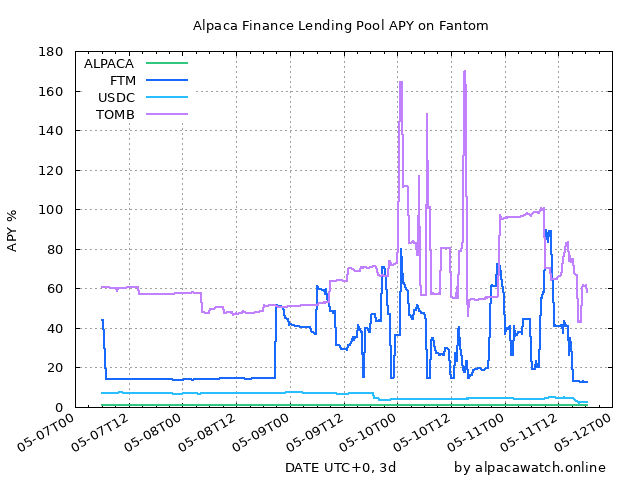 Alpaca Finance Lending Pool APY on Fantom
180
160
140
120
100
80
60
40
20
0
APY %
ALPACA
FTM
USDC
TOMB
05-07T00
05-07T12
05-08T00
05-08T12
05-09T00
05-09T12
05-10T00
05-10T12
05-11T00
05-11T12
05-12T00
DATE UTC+0, 3d
by alpacawatch.online